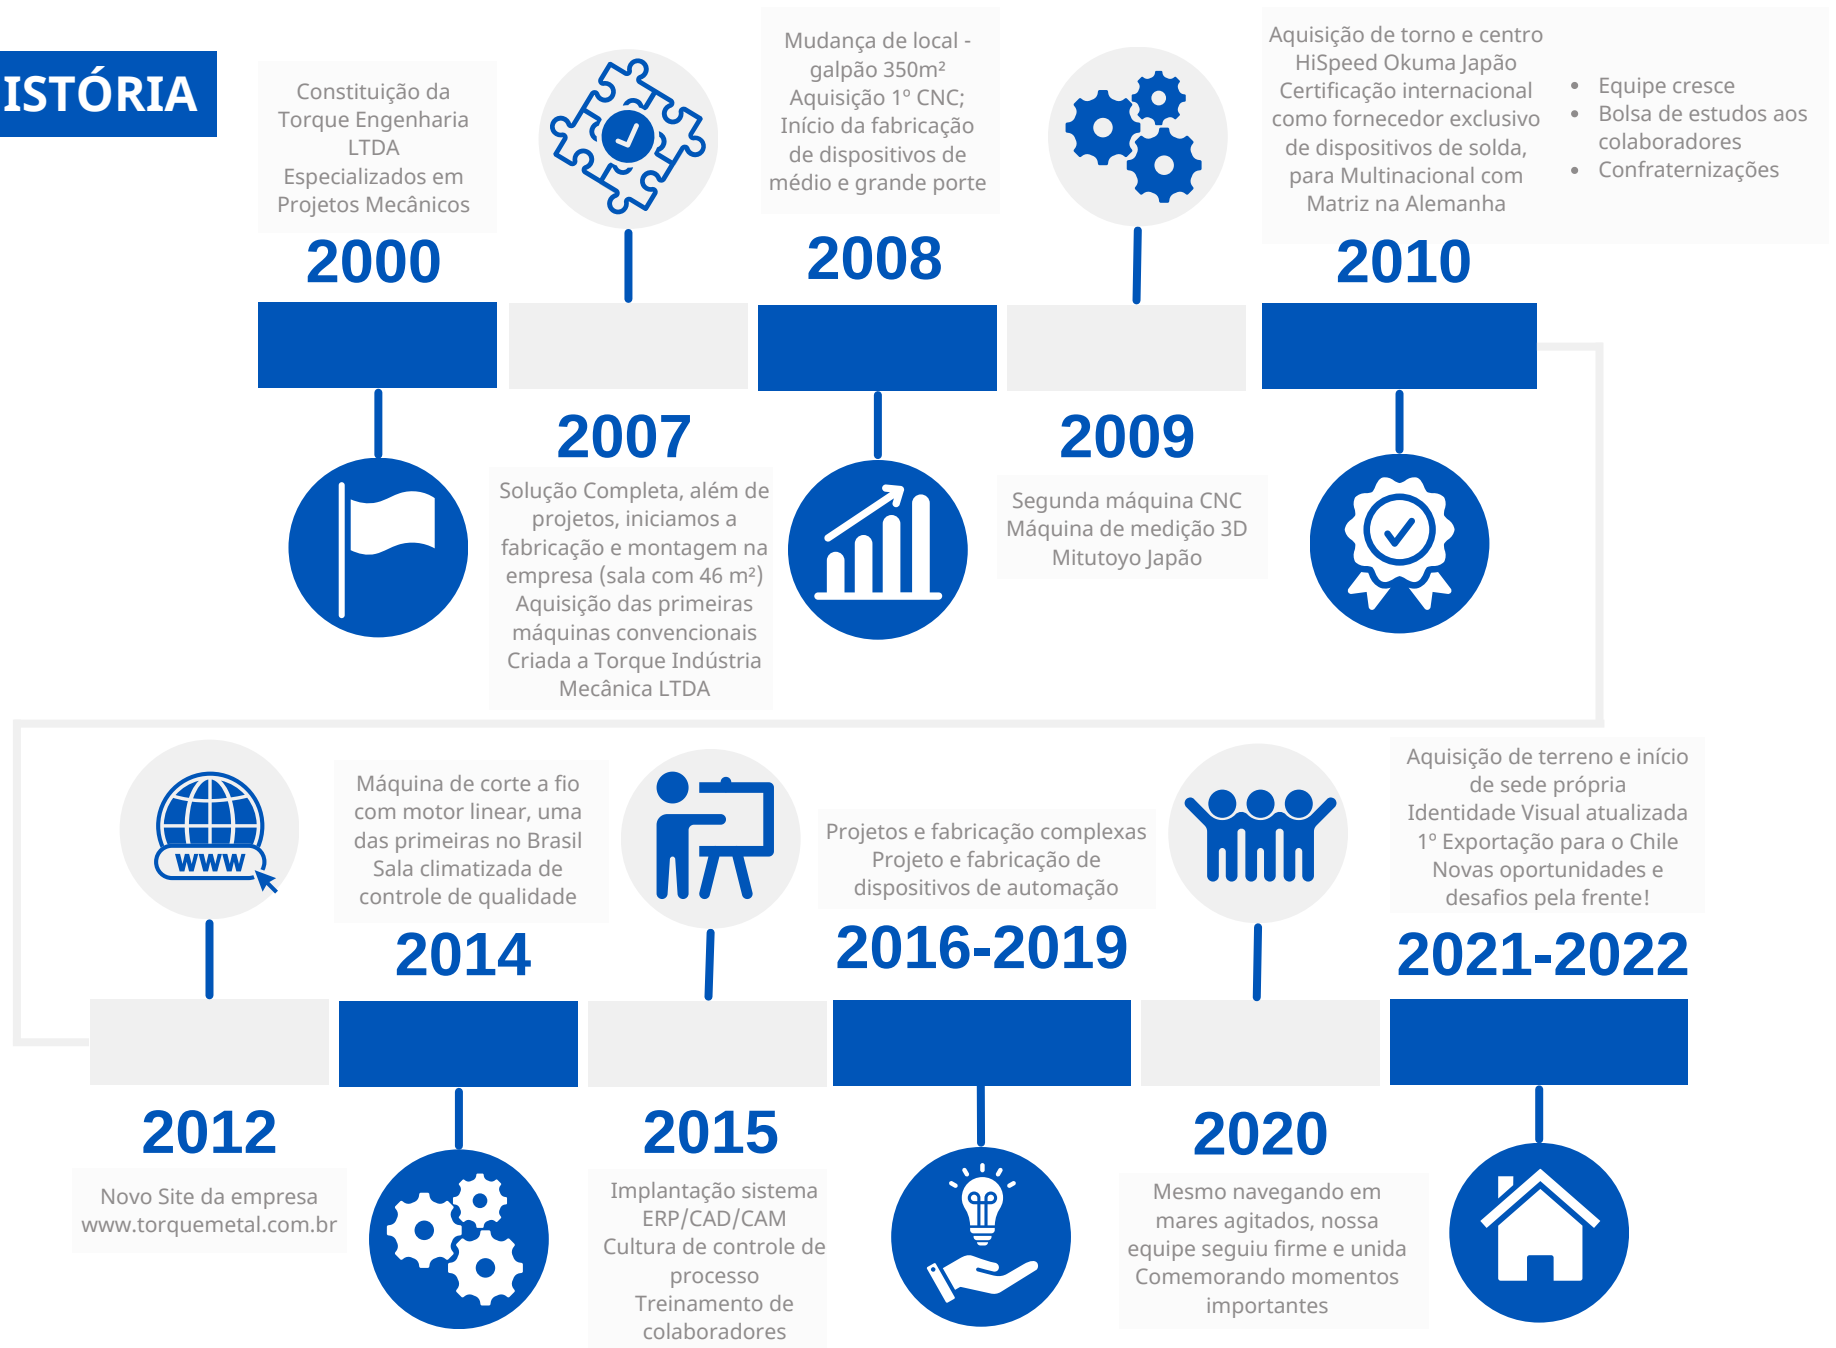 ISTÓRIA
Constituição da
Torque Engenharia
LTDA
Especializados em
Projetos Mecânicos
2000
2007
Solução Completa, além de
projetos, iniciamos a
fabricação e montagem na
empresa (sala com 46 m²)
Aquisição das primeiras
máquinas convencionais
Criada a Torque Indústria
Mecânica LTDA
Mudança de local -
galpão 350m²
Aquisição 1º CNC;
Início da fabricação
de dispositivos de
médio e grande porte
2008
2009
Segunda máquina CNC
Máquina de medição 3D
Mitutoyo Japão
Aquisição de torno e centro
HiSpeed Okuma Japão
Certificação internacional
como fornecedor exclusivo
de dispositivos de solda,
para Multinacional com
Matriz na Alemanha
• Equipe cresce
• Bolsa de estudos aos
colaboradores
• Confraternizações
2010
www
2012
Novo Site da empresa
www.torquemetal.com.br
Máquina de corte a fio
com motor linear, uma
das primeiras no Brasil
Sala climatizada de
controle de qualidade
2014
2015
Implantação sistema
ERP/CAD/CAM
Cultura de controle de
processo
Treinamento de
colaboradores
Projetos e fabricação complexas
Projeto e fabricação de
dispositivos de automação
2016-2019
2020
Mesmo navegando em
mares agitados, nossa
equipe seguiu firme e unida
Comemorando momentos
importantes
Aquisição de terreno e início
de sede própria
Identidade Visual atualizada
1º Exportação para o Chile
Novas oportunidades e
desafios pela frente!
2021-2022